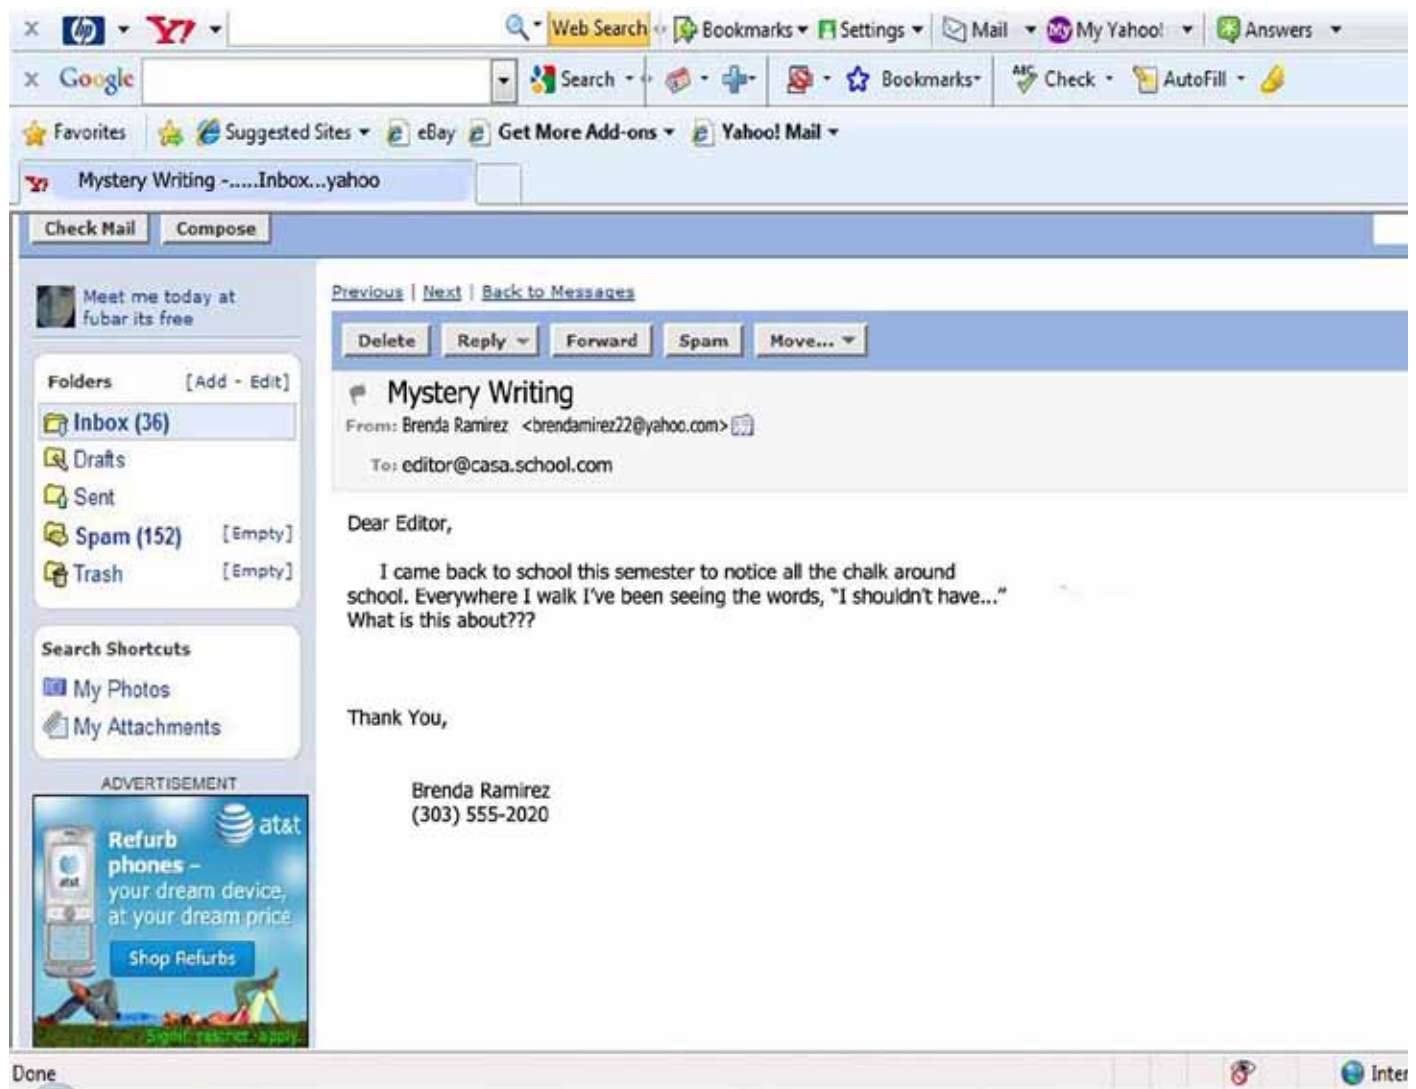 × hp Y! Web Search Bookmarks Settings Mail My Yahoo! Answers
× Google Search Bookmarks ABC Check AutoFill
Favorites Suggested Sites eBay Get More Add-ons Yahoo! Mail
Y! Mystery Writing -.....Inbox...yahoo
Check Mail Compose
Meet me today at
fubar its free
Previous | Next | Back to Messages
Delete Reply Forward Spam Move...
Folders [Add - Edit]
Inbox (36)
Drafts
Sent
Spam (152) [Empty]
Trash [Empty]
Search Shortcuts
My Photos
My Attachments
ADVERTISEMENT
at&t
Refurb
phones –
your dream device,
at your dream price
Shop Refurbs
Signif. restrict. apply.
Mystery Writing
From: Brenda Ramirez <brendamirez22@yahoo.com>
To: editor@casa.school.com
Dear Editor,
I came back to school this semester to notice all the chalk around
school. Everywhere I walk I've been seeing the words, “I shouldn't have...”
What is this about???
Thank You,
Brenda Ramirez
(303) 555-2020
Done Inter